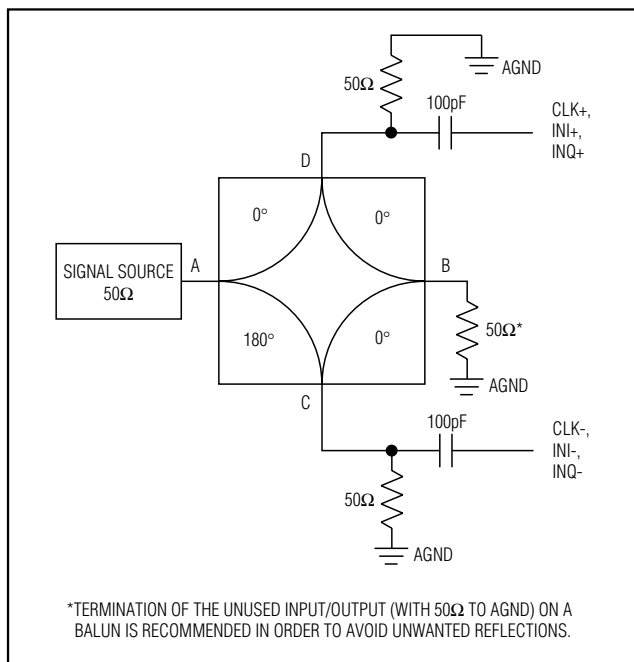 50Ω
AGND
100pF
CLK+,
INI+,
INQ+
D
0°
0°
SIGNAL SOURCE
50Ω
A
B
180°
0°
50Ω*
AGND
C
100pF
CLK-,
INI-,
INQ-
50Ω
AGND
*TERMINATION OF THE UNUSED INPUT/OUTPUT (WITH 50Ω TO AGND) ON A
BALUN IS RECOMMENDED IN ORDER TO AVOID UNWANTED REFLECTIONS.